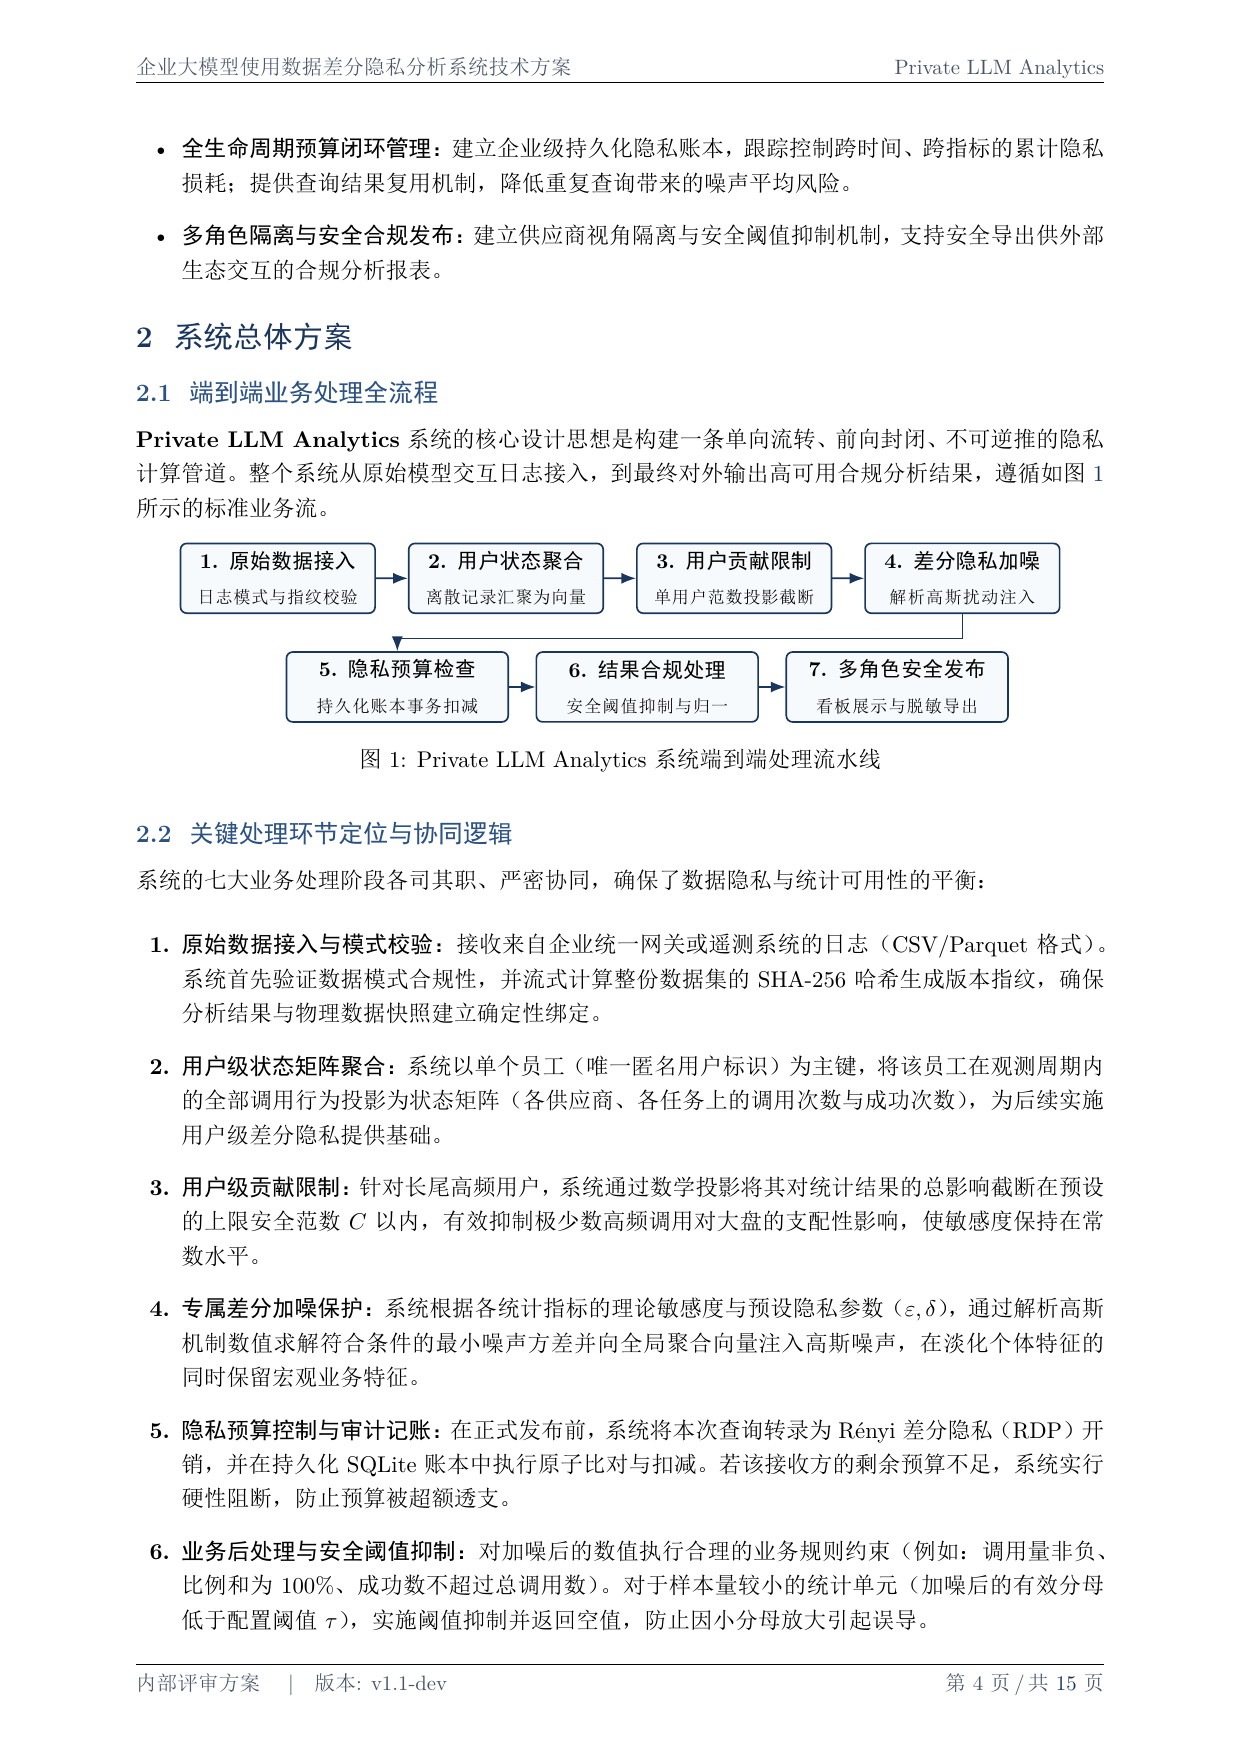 企业大模型使用数据差分隐私分析系统技术方案 Private LLM Analytics
• 全生命周期预算闭环管理：建立企业级持久化隐私账本，跟踪控制跨时间、跨指标的累计隐私
损耗；提供查询结果复用机制，降低重复查询带来的噪声平均风险。
• 多角色隔离与安全合规发布：建立供应商视角隔离与安全阈值抑制机制，支持安全导出供外部
生态交互的合规分析报表。
2 系统总体方案
2.1 端到端业务处理全流程
Private LLM Analytics 系统的核心设计思想是构建一条单向流转、前向封闭、不可逆推的隐私
计算管道。整个系统从原始模型交互日志接入，到最终对外输出高可用合规分析结果，遵循如图 1
所示的标准业务流。
1. 原始数据接入
日志模式与指纹校验
2. 用户状态聚合
离散记录汇聚为向量
3. 用户贡献限制
单用户范数投影截断
4. 差分隐私加噪
解析高斯扰动注入
5. 隐私预算检查
持久化账本事务扣减
6. 结果合规处理
安全阈值抑制与归一
7. 多角色安全发布
看板展示与脱敏导出
图 1: Private LLM Analytics 系统端到端处理流水线
2.2 关键处理环节定位与协同逻辑
系统的七大业务处理阶段各司其职、严密协同，确保了数据隐私与统计可用性的平衡：
1. 原始数据接入与模式校验：接收来自企业统一网关或遥测系统的日志（CSV/Parquet 格式）。
系统首先验证数据模式合规性，并流式计算整份数据集的 SHA-256 哈希生成版本指纹，确保
分析结果与物理数据快照建立确定性绑定。
2. 用户级状态矩阵聚合：系统以单个员工（唯一匿名用户标识）为主键，将该员工在观测周期内
的全部调用行为投影为状态矩阵（各供应商、各任务上的调用次数与成功次数），为后续实施
用户级差分隐私提供基础。
3. 用户级贡献限制：针对长尾高频用户，系统通过数学投影将其对统计结果的总影响截断在预设
的上限安全范数 C 以内，有效抑制极少数高频调用对大盘的支配性影响，使敏感度保持在常
数水平。
4. 专属差分加噪保护：系统根据各统计指标的理论敏感度与预设隐私参数（ε, δ），通过解析高斯
机制数值求解符合条件的最小噪声方差并向全局聚合向量注入高斯噪声，在淡化个体特征的
同时保留宏观业务特征。
5. 隐私预算控制与审计记账：在正式发布前，系统将本次查询转录为 Rényi 差分隐私（RDP）开
销，并在持久化 SQLite 账本中执行原子比对与扣减。若该接收方的剩余预算不足，系统实行
硬性阻断，防止预算被超额透支。
6. 业务后处理与安全阈值抑制：对加噪后的数值执行合理的业务规则约束（例如：调用量非负、
比例和为 100%、成功数不超过总调用数）。对于样本量较小的统计单元（加噪后的有效分母
低于配置阈值 τ），实施阈值抑制并返回空值，防止因小分母放大引起误导。
内部评审方案 | 版本: v1.1-dev 第 4 页 / 共 15 页